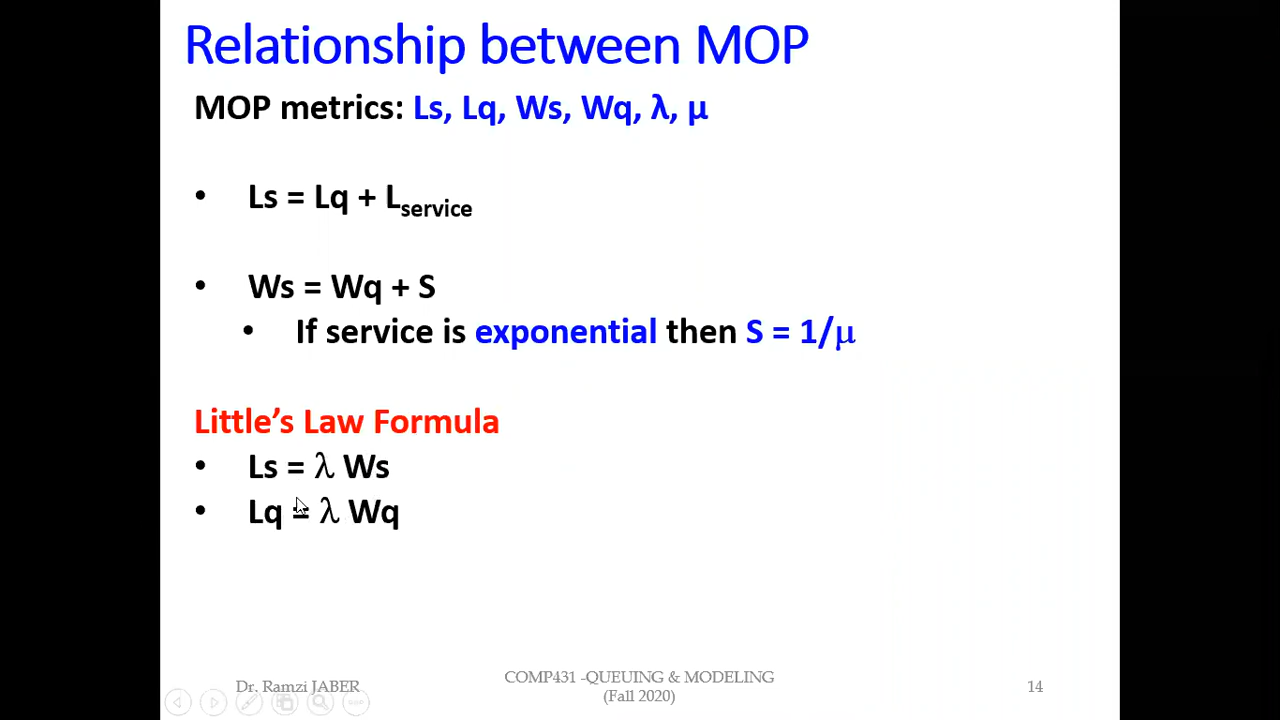 Relationship between MOP
MOP metrics: Ls, Lq, Ws, Wq, λ, μ
• Ls = Lq + Lservice
• Ws = Wq + S
• If service is exponential then S = 1/μ
Little's Law Formula
• Ls = λ Ws
• Lq = λ Wq
Dr. Ramzi JABER
COMP431 -QUEUING & MODELING
(Fall 2020)
14